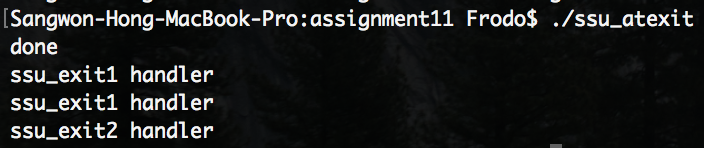 [Sangwon-Hong-MacBook-Pro:assignment11 Frodo$ ./ssu_atexit
done
ssu_exit1 handler
ssu_exit1 handler
ssu_exit2 handler